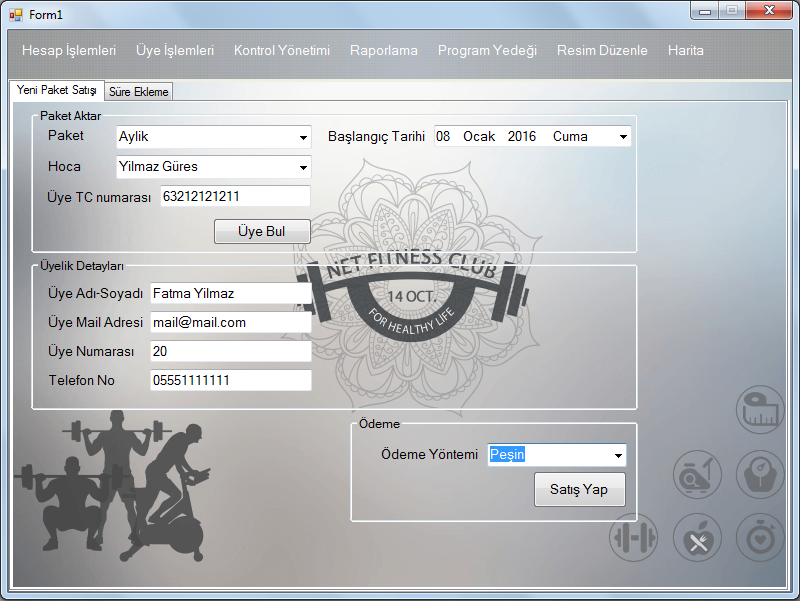 Form1
Hesap İşlemleri Üye İşlemleri Kontrol Yönetimi Raporlama Program Yedeği Resim Düzenle Harita
Yeni Paket Satışı Süre Ekleme
Paket Aktar
Paket Aylik Başlangıç Tarihi 08 Ocak 2016 Cuma
Hoca Yilmaz Güres
Üye TC numarası 63212121211
Üye Bul
NET FITNESS CLUB
14 OCT.
FOR HEALTHY LIFE
Üyelik Detayları
Üye Adı-Soyadı Fatma Yilmaz
Üye Mail Adresi mail@mail.com
Üye Numarası 20
Telefon No 05551111111
Ödeme
Ödeme Yöntemi Peşin
Satış Yap